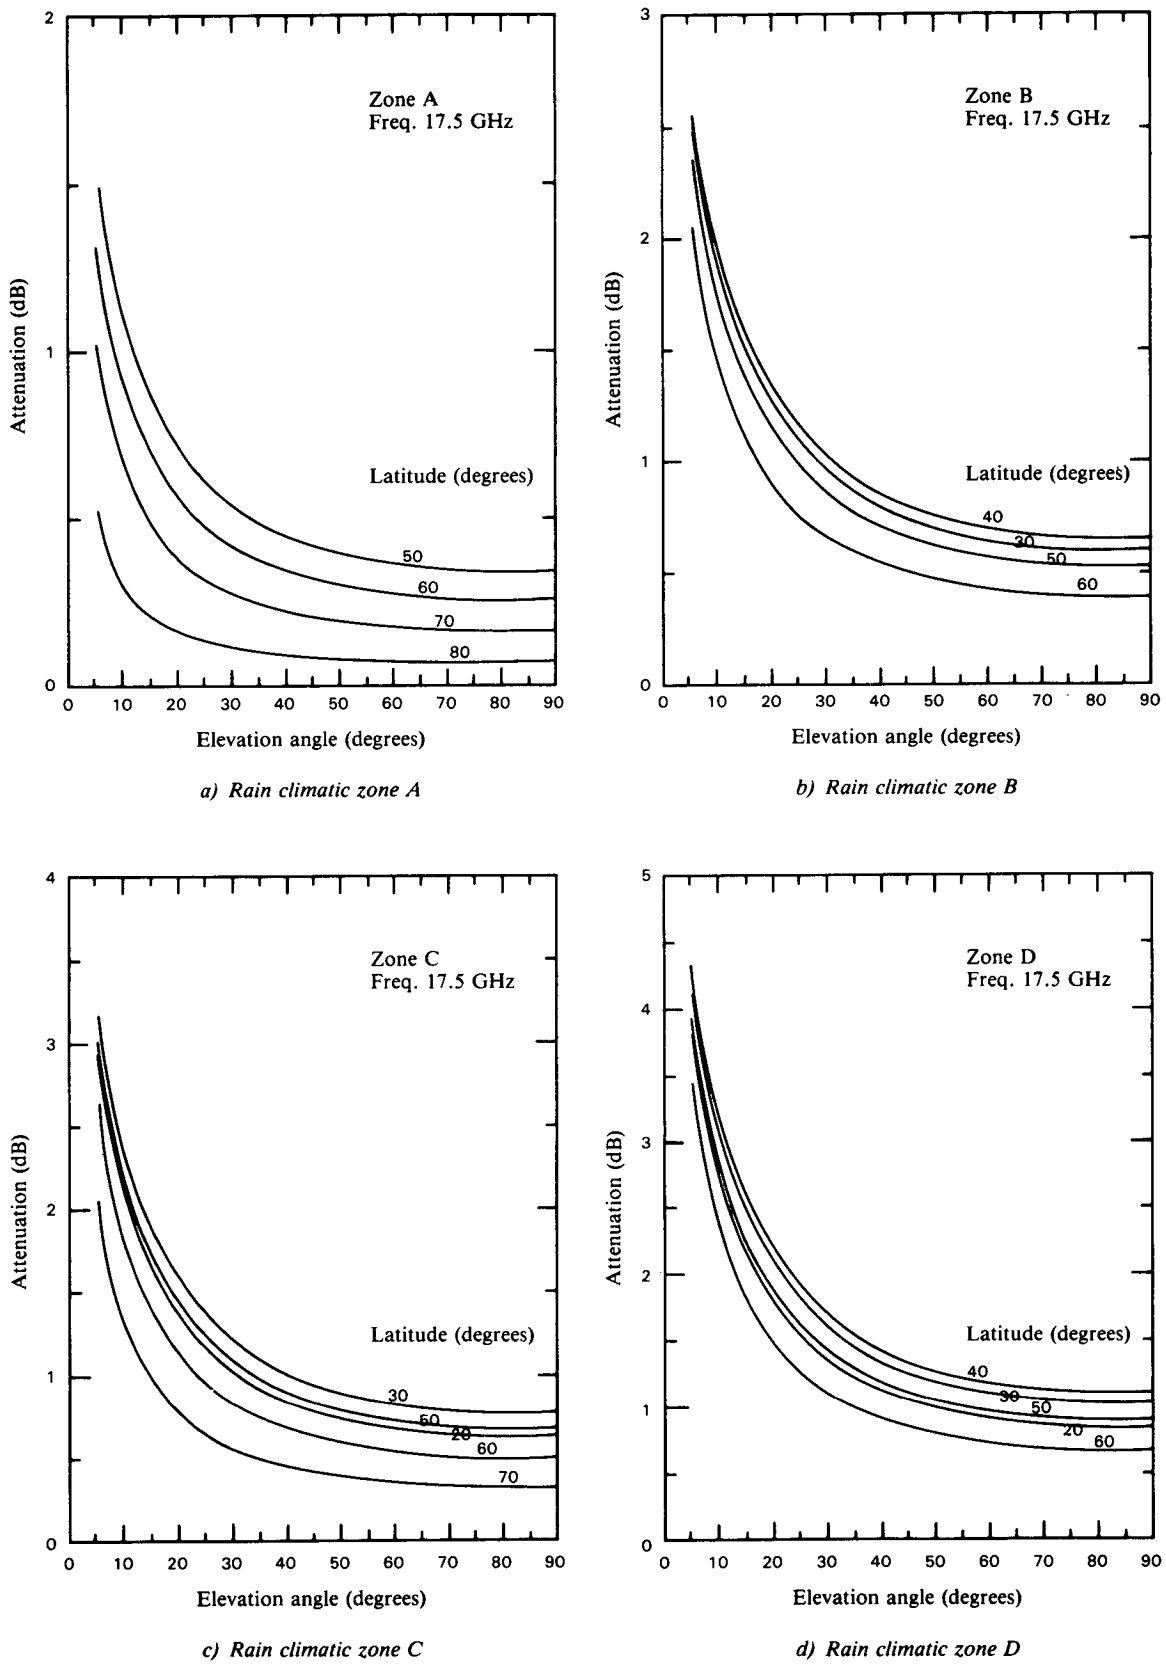 2
Zone A
Freq. 17.5 GHz
Attenuation (dB)
1
Latitude (degrees)
50
60
70
80
0
0 10 20 30 40 50 60 70 80 90
Elevation angle (degrees)
a) Rain climatic zone A
3
Zone B
Freq. 17.5 GHz
2
Attenuation (dB)
1
Latitude (degrees)
40
30
50
60
0
0 10 20 30 40 50 60 70 80 90
Elevation angle (degrees)
b) Rain climatic zone B
4
Zone C
Freq. 17.5 GHz
3
Attenuation (dB)
2
Latitude (degrees)
1
30
50
20
60
70
0
0 10 20 30 40 50 60 70 80 90
Elevation angle (degrees)
c) Rain climatic zone C
5
Zone D
Freq. 17.5 GHz
4
3
Attenuation (dB)
2
Latitude (degrees)
40
30
50
1
20
60
0
0 10 20 30 40 50 60 70 80 90
Elevation angle (degrees)
d) Rain climatic zone D